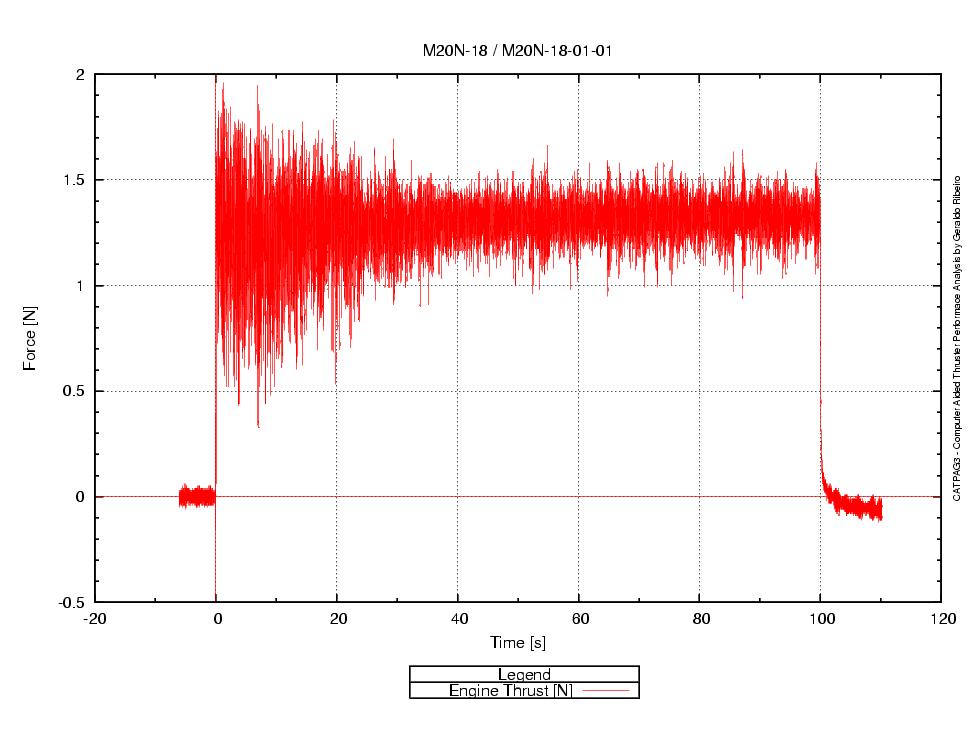 M20N-18 / M20N-18-01-01
2
1.5
1
0.5
0
-0.5
-20
0
20
40
60
80
100
120
Force [N]
Time [s]
CATPAG3 - Computer Aided Thruster Performace Analysis by Geraldo Ribeiro
Legend
Engine Thrust [N]